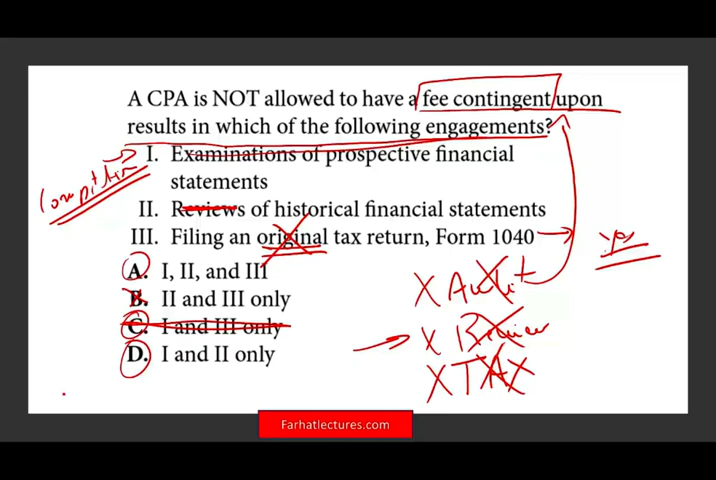 A CPA is NOT allowed to have a fee contingent upon
results in which of the following engagements?
I. Examinations of prospective financial
statements
II. Reviews of historical financial statements
III. Filing an original tax return, Form 1040
A. I, II, and III
B. II and III only
C. I and III only
D. I and II only
yes
X Audit
X Review
X TAX
Farhatlectures.com